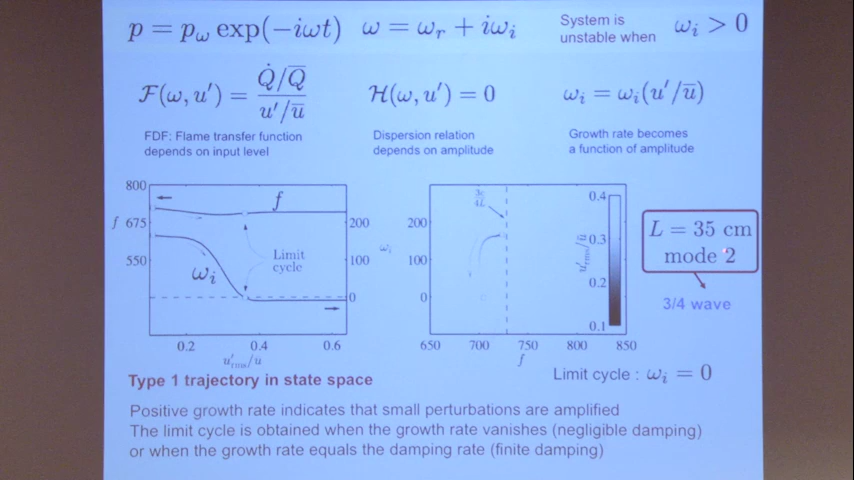 p = p_ω exp(−iωt)   ω = ω_r + iω_i   System is unstable when ω_i > 0
F(ω, u′) = (Q̇/Q̅)/(u′/u̅)   H(ω, u′) = 0   ω_i = ω_i(u′/u̅)
FDF: Flame transfer function
depends on input level
Dispersion relation
depends on amplitude
Growth rate becomes
a function of amplitude
800
f 675
550
f
ω_i
Limit
cycle
200
100
0
ω_i
0.2 0.4 0.6
u′_rms/u̅
200
100
0
650 700 750 800 850
f
0.4
0.3
0.2
0.1
u′_rms/u̅
L = 35 cm
mode 2
3/4 wave
Type 1 trajectory in state space
Limit cycle : ω_i = 0
Positive growth rate indicates that small perturbations are amplified
The limit cycle is obtained when the growth rate vanishes (negligible damping)
or when the growth rate equals the damping rate (finite damping)